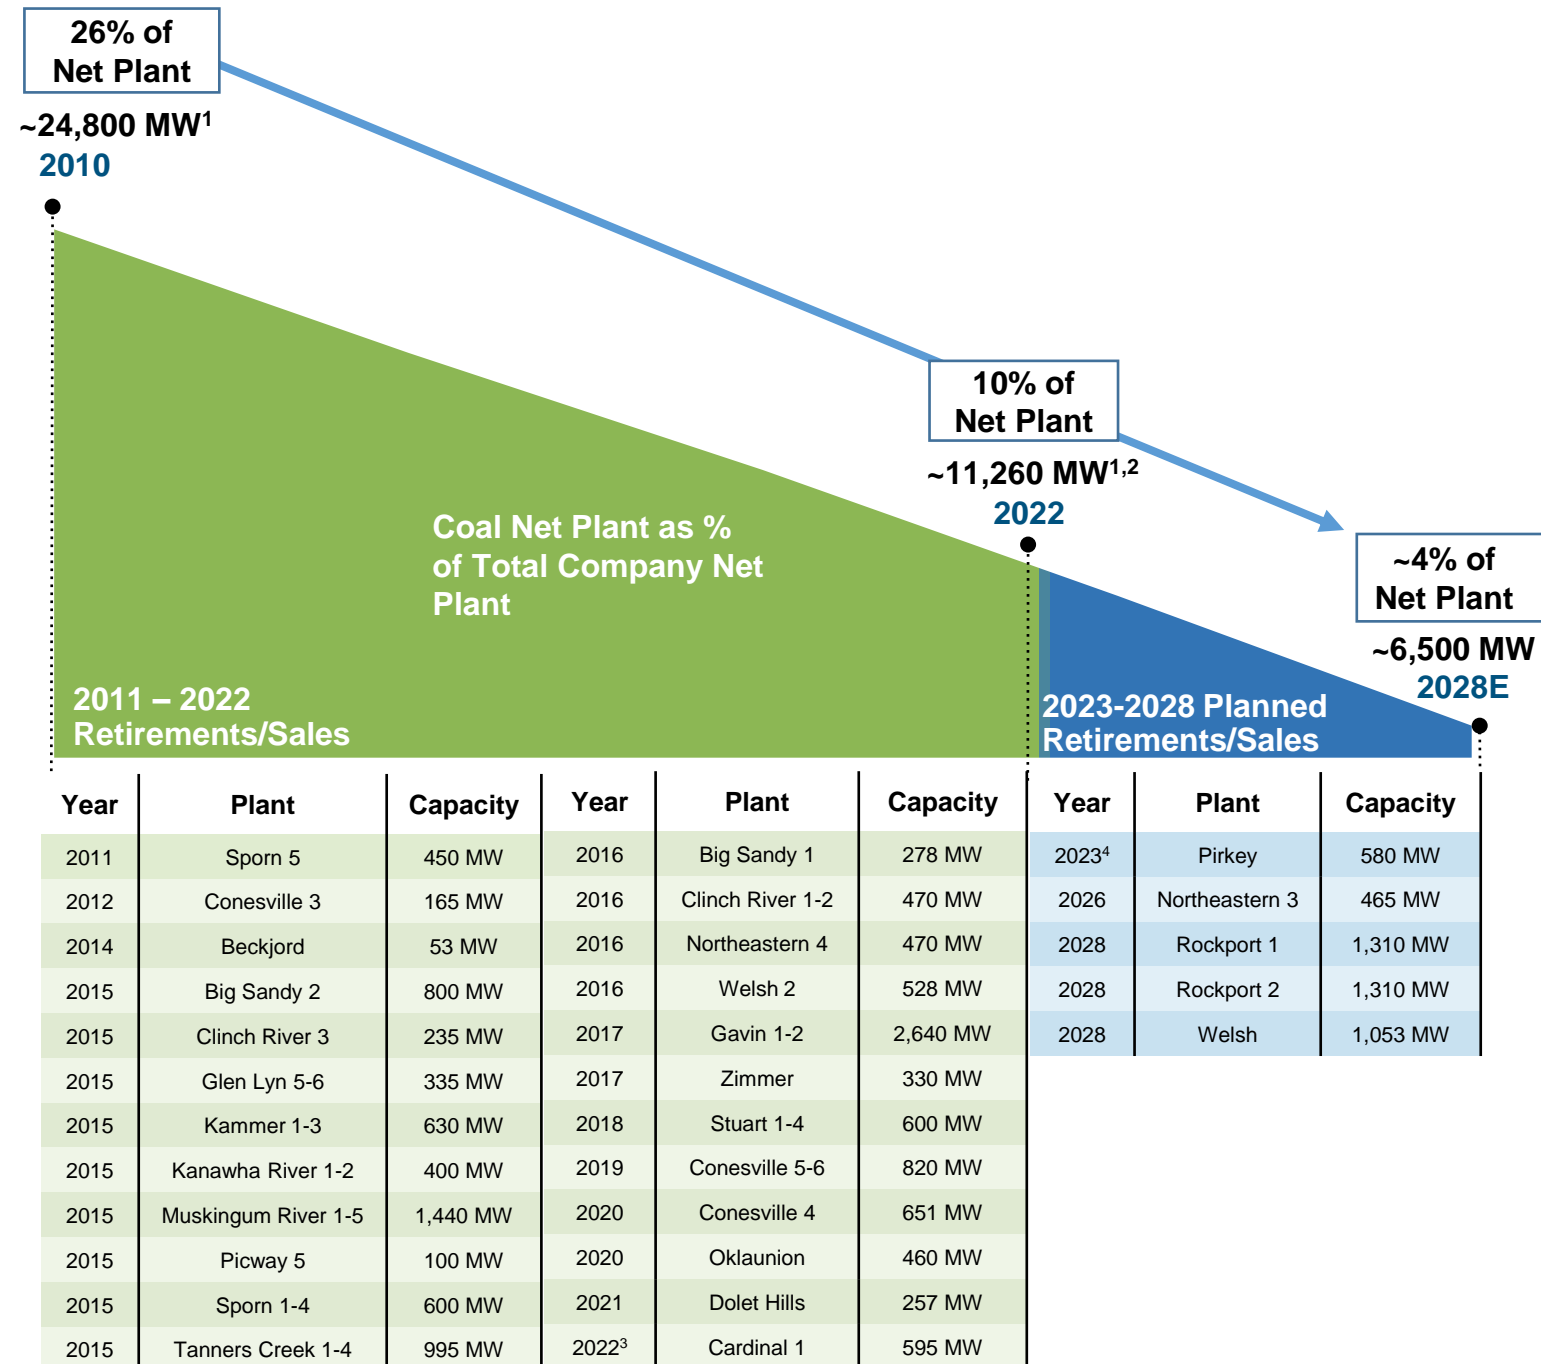 26% of
Net Plant
~24,800 MW¹
2010
10% of
Net Plant
~11,260 MW¹,²
2022
~4% of
Net Plant
~6,500 MW
2028E
Coal Net Plant as %
of Total Company Net
Plant
2011 – 2022
Retirements/Sales
2023-2028 Planned
Retirements/Sales
Year Plant Capacity
2011 Sporn 5 450 MW
2012 Conesville 3 165 MW
2014 Beckjord 53 MW
2015 Big Sandy 2 800 MW
2015 Clinch River 3 235 MW
2015 Glen Lyn 5-6 335 MW
2015 Kammer 1-3 630 MW
2015 Kanawha River 1-2 400 MW
2015 Muskingum River 1-5 1,440 MW
2015 Picway 5 100 MW
2015 Sporn 1-4 600 MW
2015 Tanners Creek 1-4 995 MW
Year Plant Capacity
2016 Big Sandy 1 278 MW
2016 Clinch River 1-2 470 MW
2016 Northeastern 4 470 MW
2016 Welsh 2 528 MW
2017 Gavin 1-2 2,640 MW
2017 Zimmer 330 MW
2018 Stuart 1-4 600 MW
2019 Conesville 5-6 820 MW
2020 Conesville 4 651 MW
2020 Oklaunion 460 MW
2021 Dolet Hills 257 MW
2022³ Cardinal 1 595 MW
Year Plant Capacity
2023⁴ Pirkey 580 MW
2026 Northeastern 3 465 MW
2028 Rockport 1 1,310 MW
2028 Rockport 2 1,310 MW
2028 Welsh 1,053 MW